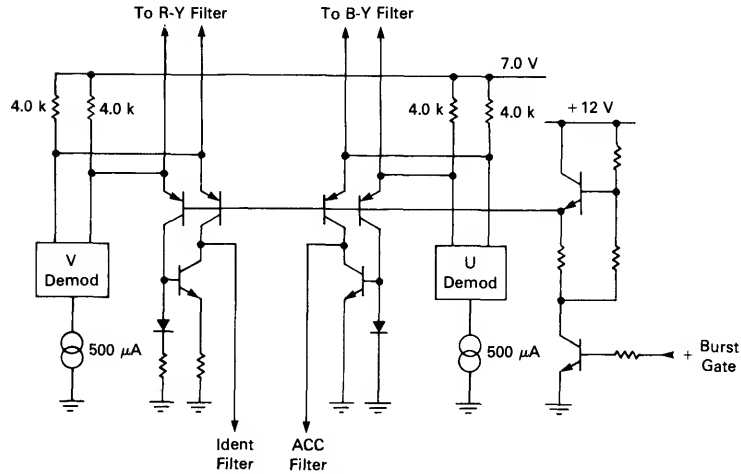 To R-Y Filter
To B-Y Filter
7.0 V
4.0 k
4.0 k
4.0 k
4.0 k
+12 V
V
Demod
U
Demod
500 μA
500 μA
+ Burst
Gate
Ident
Filter
ACC
Filter